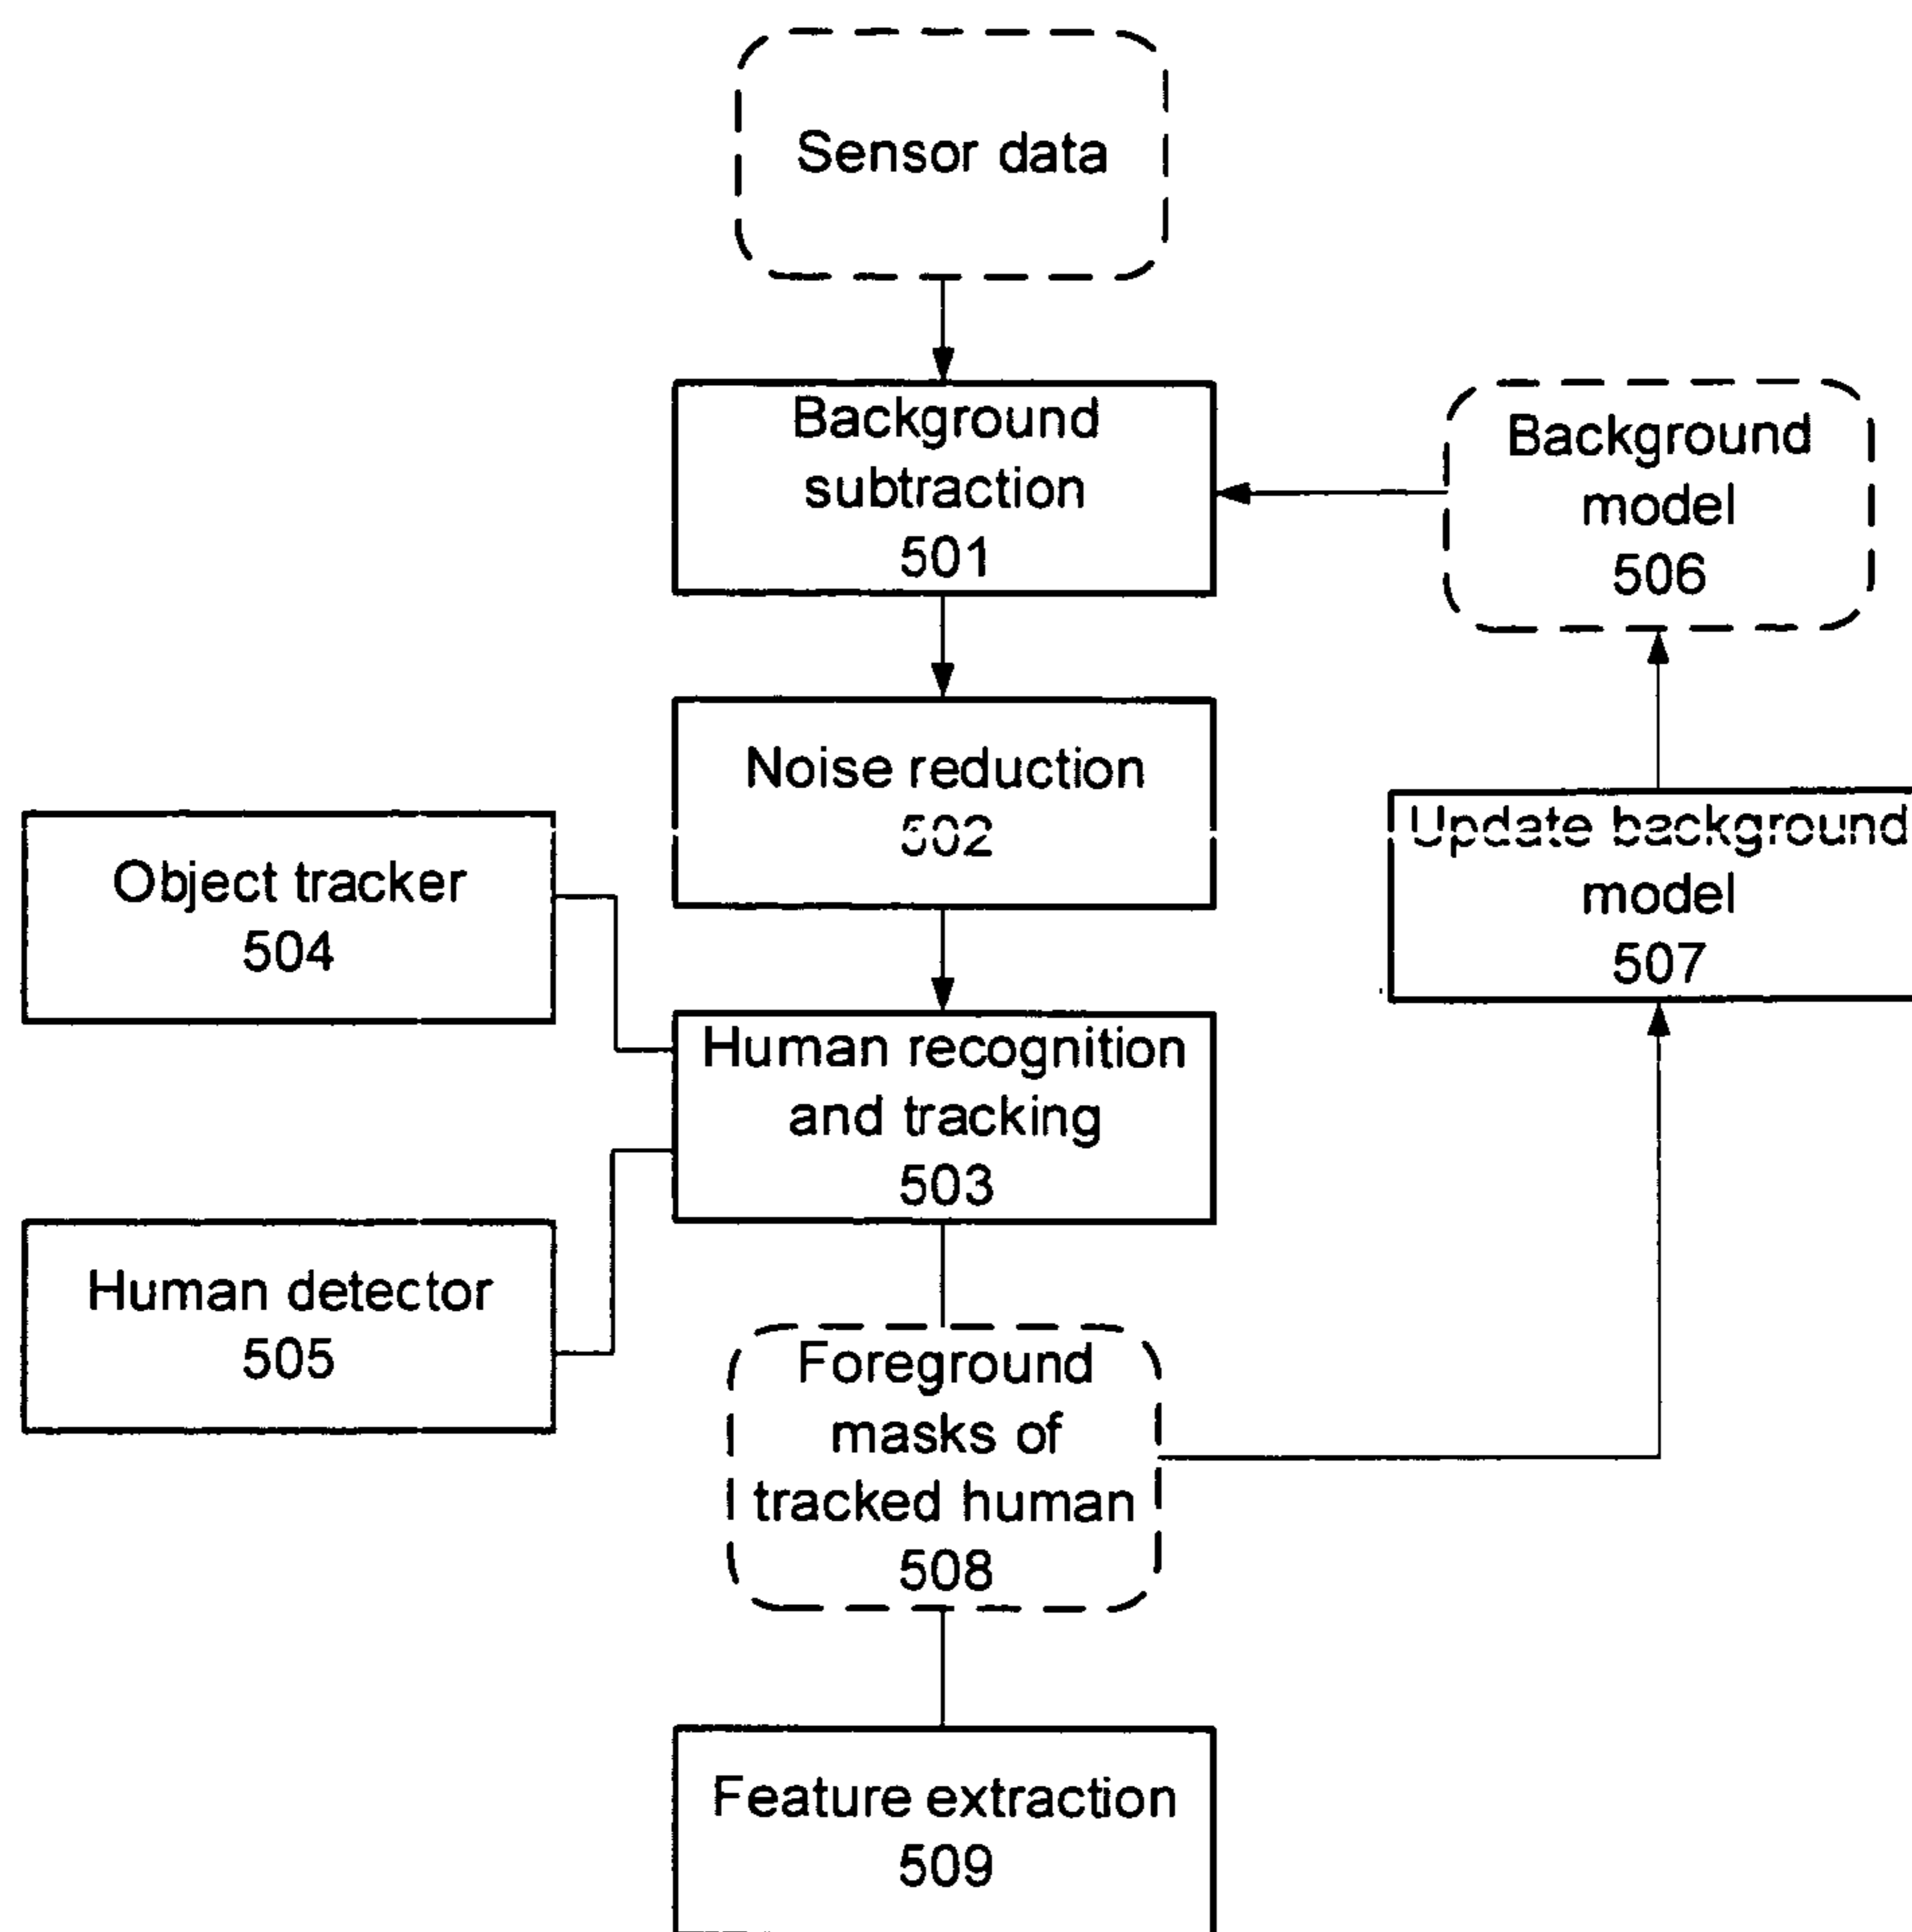 Sensor data
Background
subtraction
501
Background
model
506
Noise reduction
502
Update background
model
507
Object tracker
504
Human recognition
and tracking
503
Human detector
505
Foreground
masks of
tracked human
508
Feature extraction
509